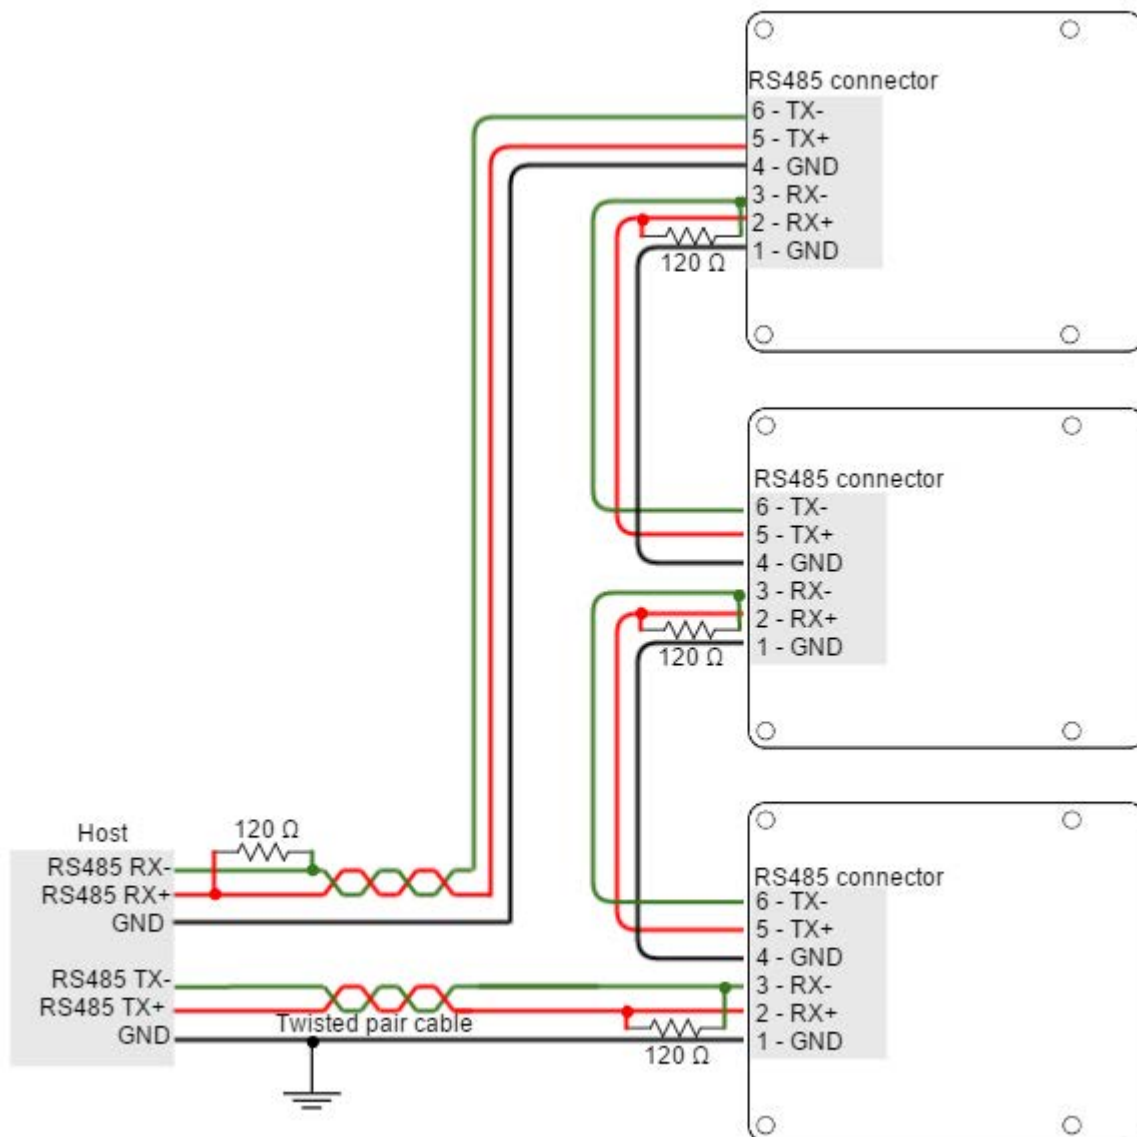 RS485 connector
6 - TX-
5 - TX+
4 - GND
3 - RX-
2 - RX+
1 - GND
120 Ω
RS485 connector
6 - TX-
5 - TX+
4 - GND
3 - RX-
2 - RX+
1 - GND
120 Ω
Host
120 Ω
RS485 RX-
RS485 RX+
GND
RS485 TX-
RS485 TX+
GND
Twisted pair cable
RS485 connector
6 - TX-
5 - TX+
4 - GND
3 - RX-
2 - RX+
1 - GND
120 Ω